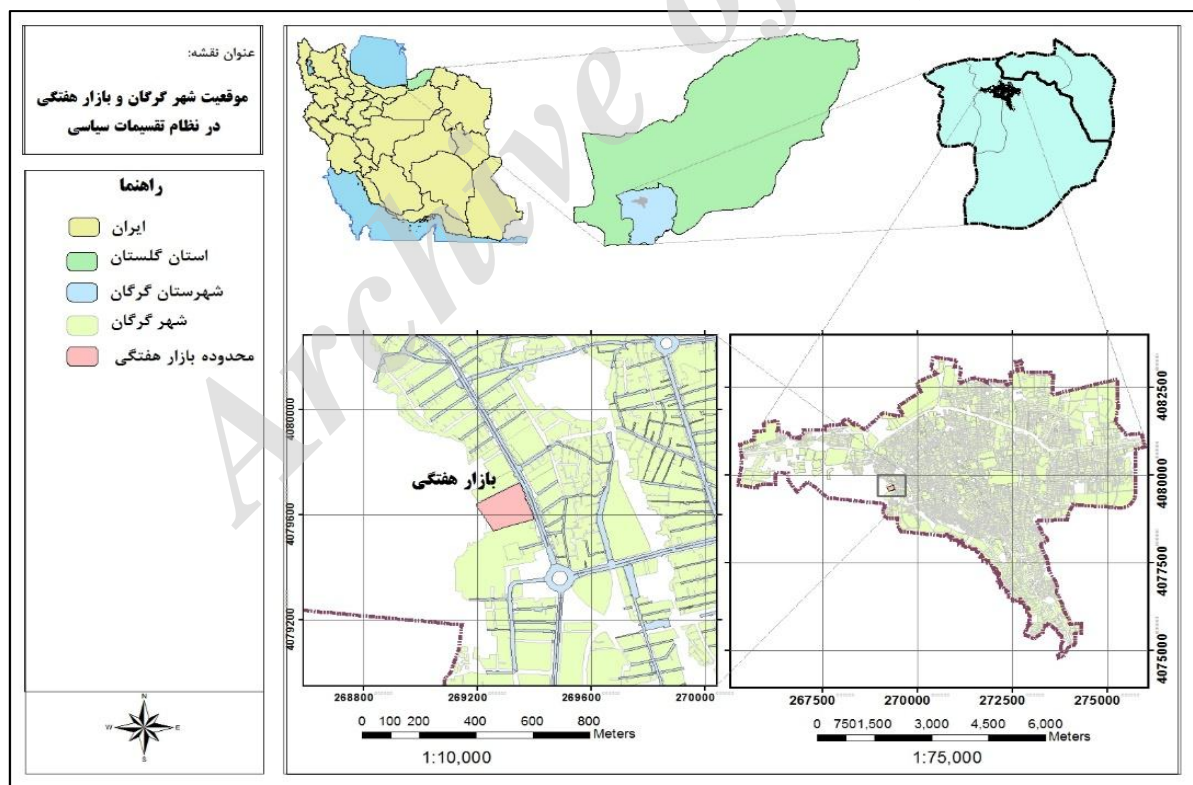 عنوان نقشه:
موقعیت شهر گرگان و بازار هفتگی
در نظام تقسیمات سیاسی
راهنما
ایران
استان گلستان
شهرستان گرگان
شهر گرگان
محدوده بازار هفتگی
N
W E
S
Archive of
بازار هفتگی
4080000
4079600
4079200
268800 269200 269600 270000
0 100 200 400 600 800
Meters
1:10,000
4082500
4080000
4077500
4075000
267500 270000 272500 275000
0 750 1,500 3,000 4,500 6,000
Meters
1:75,000